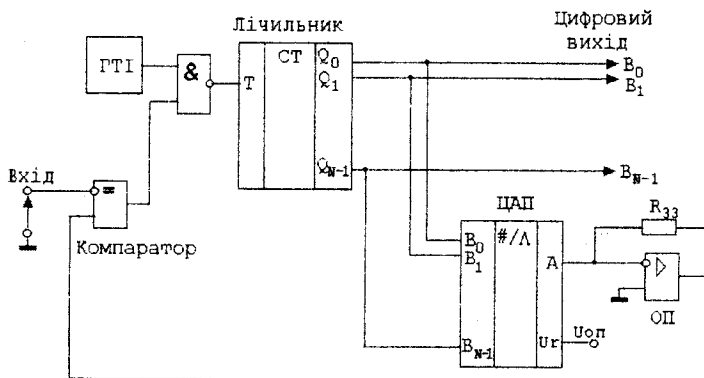 Лічильник
Цифровий
вихід
ГТІ
&
T
CT
Q0
Q1
QN-1
B0
B1
BN-1
Вхід
=
Компаратор
ЦАП
B0
B1
BN-1
#/Λ
A
Ur
Uоп
R33
▷
ОП